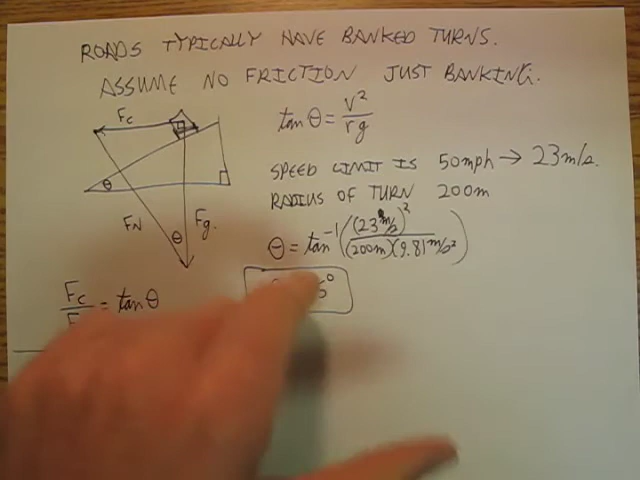 ROADS TYPICALLY HAVE BANKED TURNS.
ASSUME NO FRICTION JUST BANKING.
Fc
θ
FN
Fg
θ
Fc/F = tan θ
tan θ = v²/rg
SPEED LIMIT IS 50mph → 23m/s.
RADIUS OF TURN 200m
θ = tan⁻¹((23m/s)²/(200m)(9.81m/s²))
5°